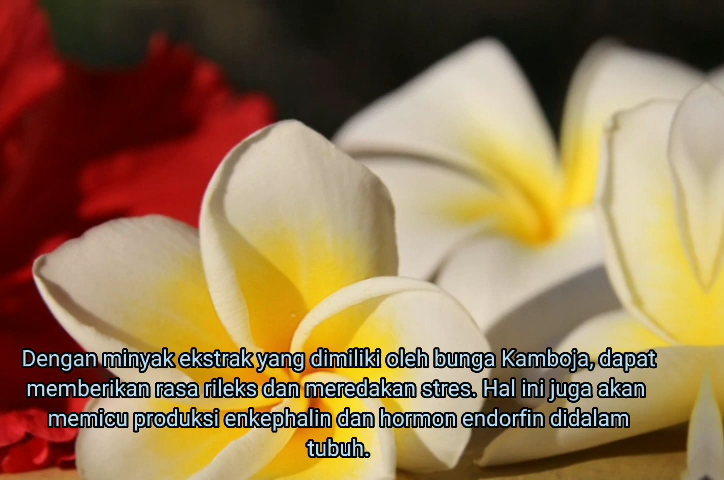 Dengan minyak ekstrak yang dimiliki oleh bunga Kamboja, dapat
memberikan rasa rileks dan meredakan stres. Hal ini juga akan
memicu produksi enkephalin dan hormon endorfin didalam
tubuh.